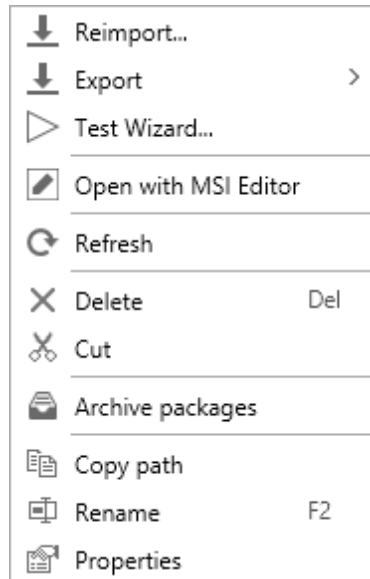 Reimport...
Export
Test Wizard...
Open with MSI Editor
Refresh
Delete Del
Cut
Archive packages
Copy path
Rename F2
Properties